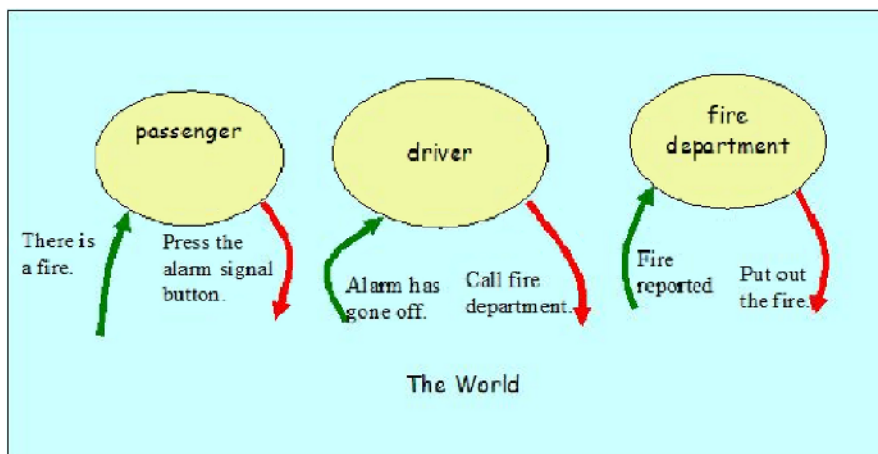 passenger
driver
fire
department
There is
a fire.
Press the
alarm signal
button.
Alarm has
gone off.
Call fire
department.
Fire
reported
Put out
the fire.
The World